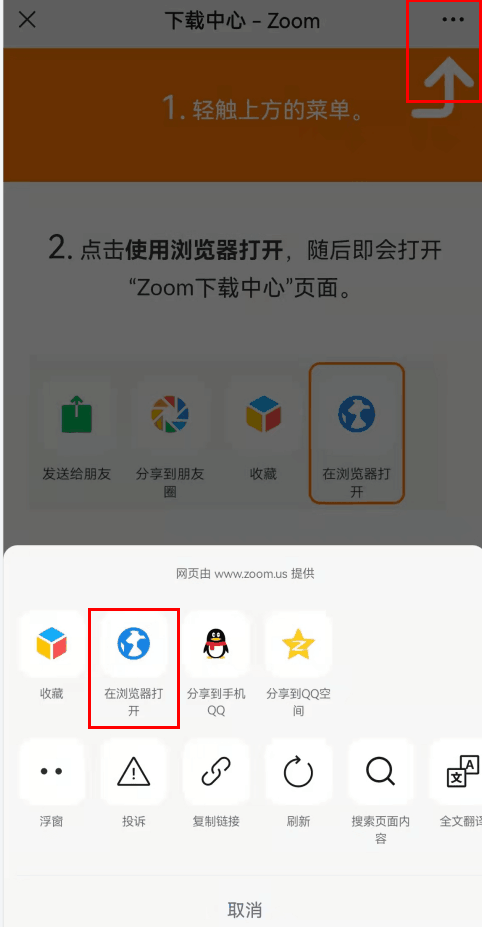 下载中心 – Zoom
1. 轻触上方的菜单。
2. 点击使用浏览器打开，随后即会打开
“Zoom下载中心”页面。
发送给朋友
分享到朋友
圈
收藏
在浏览器打
开
网页由 www.zoom.us 提供
收藏
在浏览器打
开
分享到手机
QQ
分享到QQ空
间
浮窗
投诉
复制链接
刷新
搜索页面内
容
全文翻译
取消